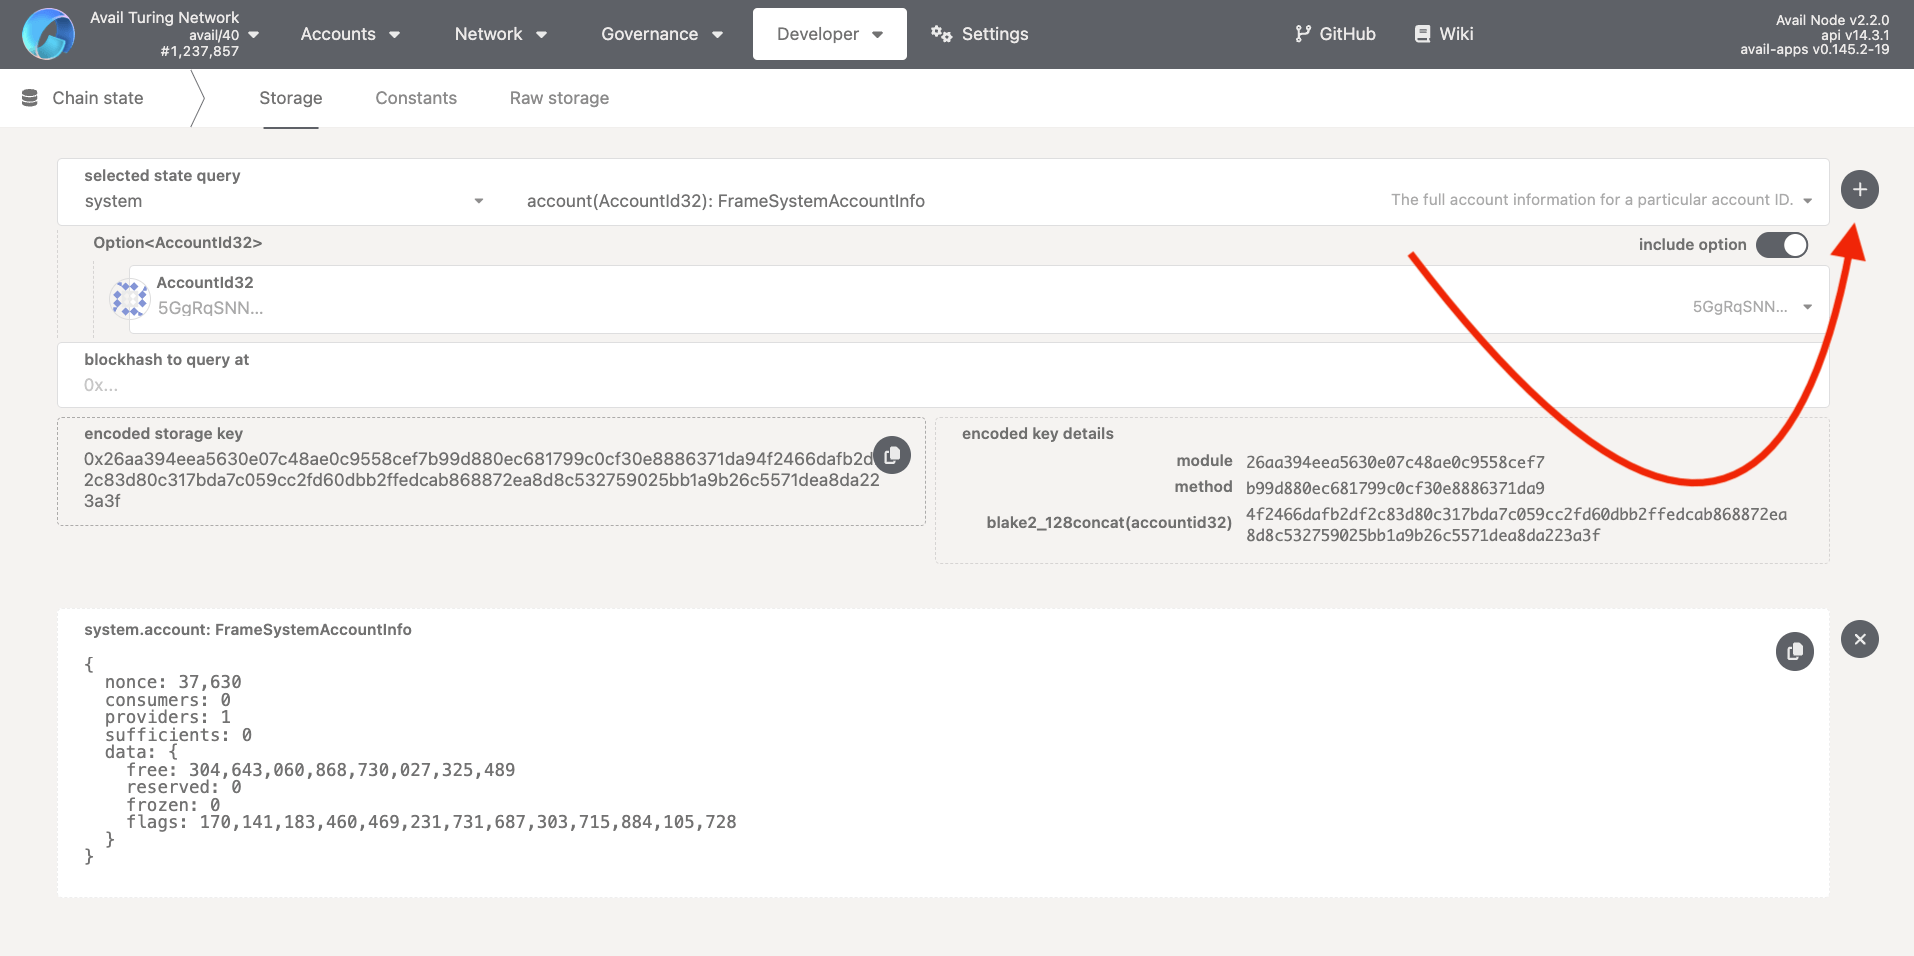 Avail Turing Network
avail/40
#1,237,857
Accounts
Network
Governance
Developer
Settings
GitHub
Wiki
Avail Node v2.2.0
api v14.3.1
avail-apps v0.145.2-19
Chain state
Storage
Constants
Raw storage
selected state query
system
account(AccountId32): FrameSystemAccountInfo
The full account information for a particular account ID.
Option<AccountId32>
include option
AccountId32
5GgRqSNN...
5GgRqSNN...
blockhash to query at
0x...
encoded storage key
0x26aa394eea5630e07c48ae0c9558cef7b99d880ec681799c0cf30e8886371da94f2466dafb2d
2c83d80c317bda7c059cc2fd60dbb2ffedcab868872ea8d8c532759025bb1a9b26c5571dea8da22
3a3f
encoded key details
module 26aa394eea5630e07c48ae0c9558cef7
method b99d880ec681799c0cf30e8886371da9
blake2_128concat(accountid32) 4f2466dafb2df2c83d80c317bda7c059cc2fd60dbb2ffedcab868872ea
8d8c532759025bb1a9b26c5571dea8da223a3f
system.account: FrameSystemAccountInfo
{
nonce: 37,630
consumers: 0
providers: 1
sufficients: 0
data: {
free: 304,643,060,868,730,027,325,489
reserved: 0
frozen: 0
flags: 170,141,183,460,469,231,731,687,303,715,884,105,728
}
}